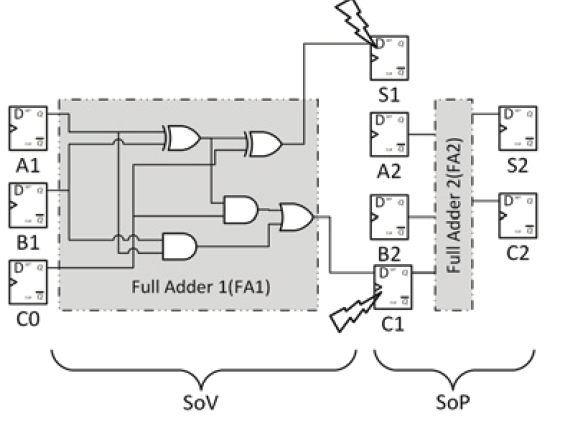 S1
A1
A2
S2
B1
B2
C2
C0
C1
Full Adder 1(FA1)
Full Adder 2(FA2)
SoV
SoP
D
Q
D
Q
D
Q
D
Q
D
Q
D
Q
D
Q
D
Q
D
Q